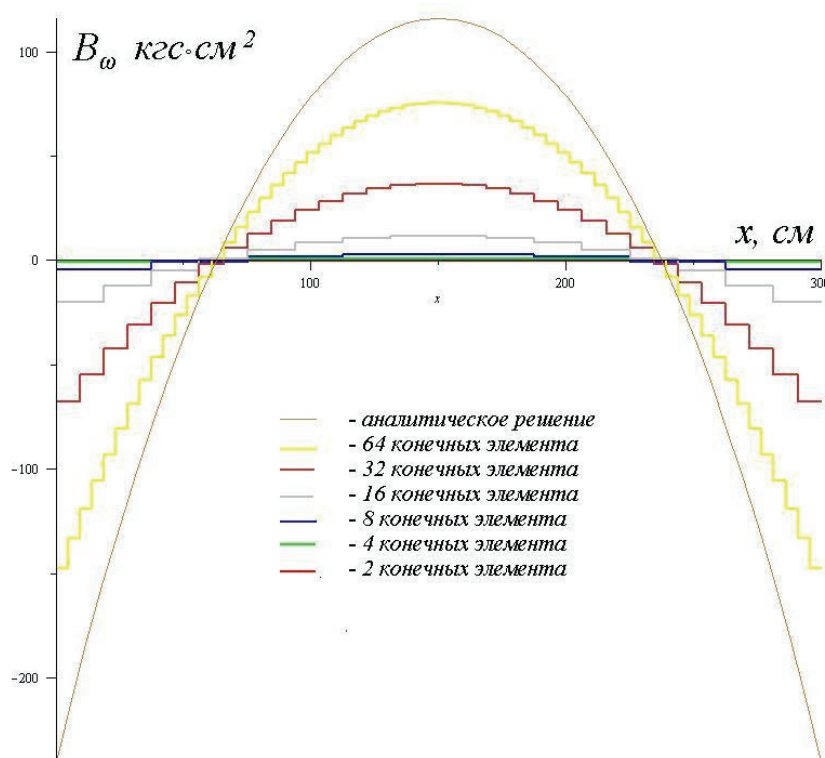 B_ω кгс·см²
100
x, см
0
100
200
300
x
-100
-200
- аналитическое решение
- 64 конечных элемента
- 32 конечных элемента
- 16 конечных элемента
- 8 конечных элемента
- 4 конечных элемента
- 2 конечных элемента